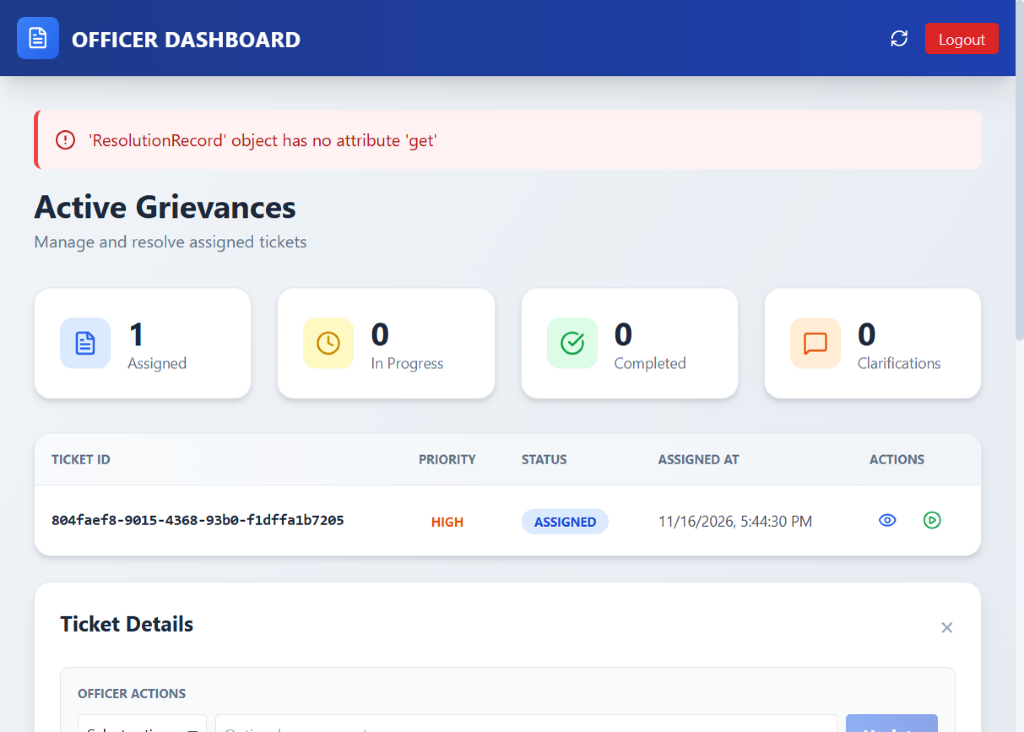 OFFICER DASHBOARD
Logout
'ResolutionRecord' object has no attribute 'get'
Active Grievances
Manage and resolve assigned tickets
1
Assigned
0
In Progress
0
Completed
0
Clarifications
TICKET ID PRIORITY STATUS ASSIGNED AT ACTIONS
804faef8-9015-4368-93b0-f1dffa1b7205 HIGH ASSIGNED 11/16/2026, 5:44:30 PM
Ticket Details
OFFICER ACTIONS